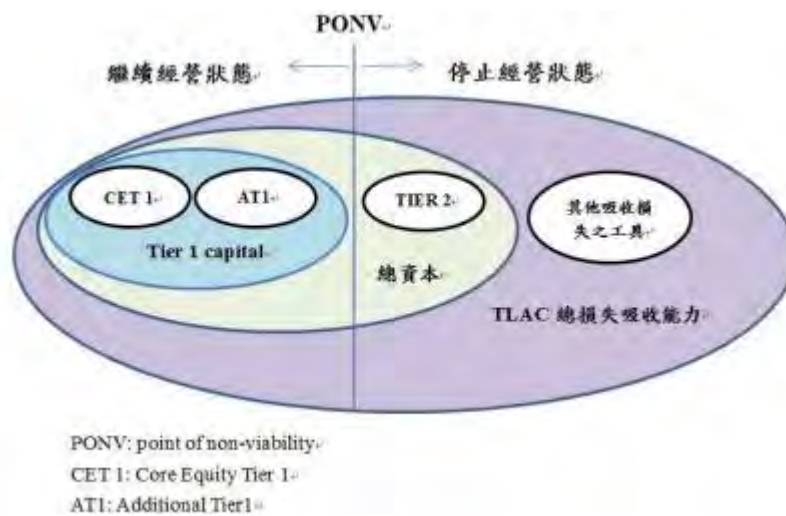 PONV
繼續經營狀態
停止經營狀態
CET 1
AT1
TIER 2
其他吸收損
失之工具
Tier 1 capital
總資本
TLAC 總損失吸收能力
PONV: point of non-viability
CET 1: Core Equity Tier 1
AT1: Additional Tier1